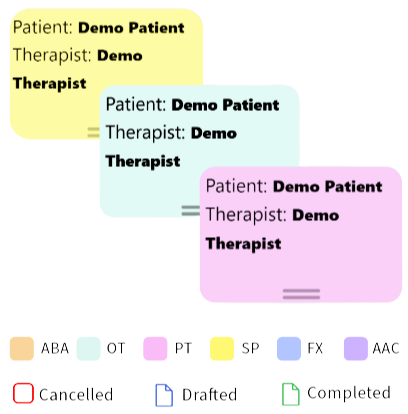 Patient: Demo Patient
Therapist: Demo
Therapist
Patient: Demo Patient
Therapist: Demo
Therapist
Patient: Demo Patient
Therapist: Demo
Therapist
ABA OT PT SP FX AAC
Cancelled Drafted Completed